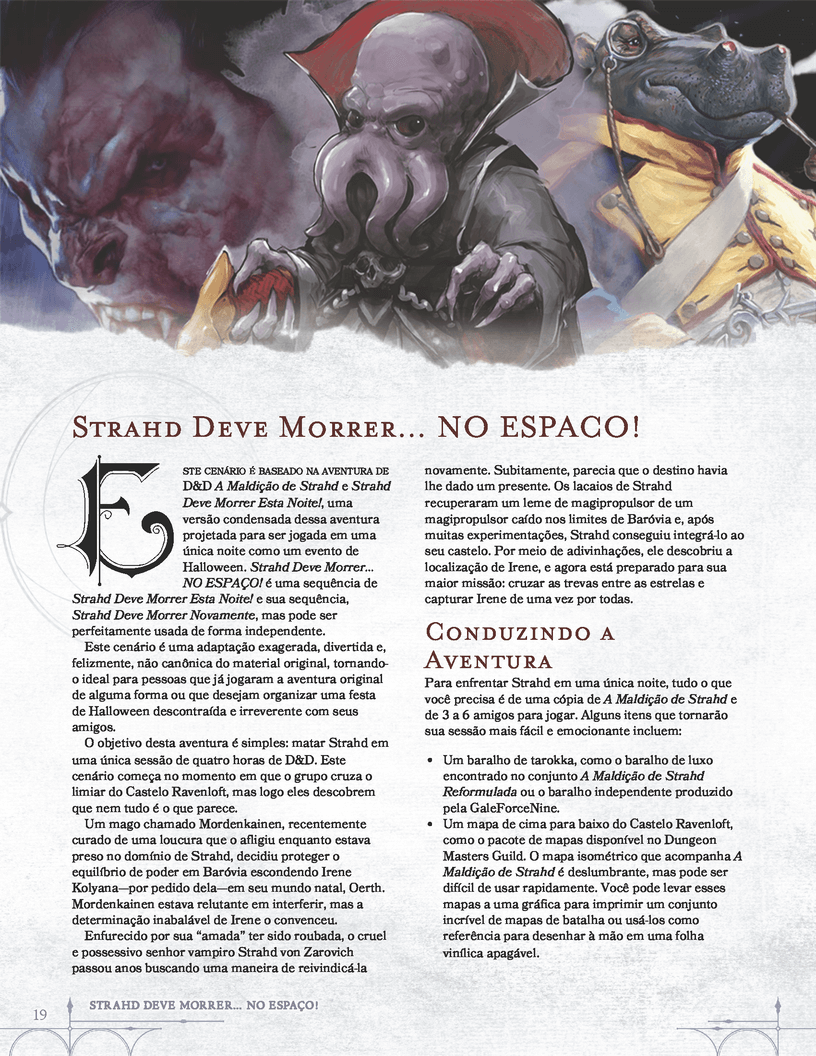 STRAHD DEVE MORRER... NO ESPACO!
ESTE CENÁRIO É BASEADO NA AVENTURA DE
D&D A Maldição de Strahd e Strahd
Deve Morrer Esta Noite!, uma
versão condensada dessa aventura
projetada para ser jogada em uma
única noite como um evento de
Halloween. Strahd Deve Morrer...
NO ESPAÇO! é uma sequência de
Strahd Deve Morrer Esta Noite! e sua sequência,
Strahd Deve Morrer Novamente, mas pode ser
perfeitamente usada de forma independente.
Este cenário é uma adaptação exagerada, divertida e,
felizmente, não canônica do material original, tornando-
o ideal para pessoas que já jogaram a aventura original
de alguma forma ou que desejam organizar uma festa
de Halloween descontraída e irreverente com seus
amigos.
O objetivo desta aventura é simples: matar Strahd em
uma única sessão de quatro horas de D&D. Este
cenário começa no momento em que o grupo cruza o
limiar do Castelo Ravenloft, mas logo eles descobrem
que nem tudo é o que parece.
Um mago chamado Mordenkainen, recentemente
curado de uma loucura que o afligiu enquanto estava
preso no domínio de Strahd, decidiu proteger o
equilíbrio de poder em Baróvia escondendo Irene
Kolyana—por pedido dela—em seu mundo natal, Oerth.
Mordenkainen estava relutante em interferir, mas a
determinação inabalável de Irene o convenceu.
Enfurecido por sua “amada” ter sido roubada, o cruel
e possessivo senhor vampiro Strahd von Zarovich
passou anos buscando uma maneira de reivindicá-la
novamente. Subitamente, parecia que o destino havia
lhe dado um presente. Os lacaios de Strahd
recuperaram um leme de magipropulsor de um
magipropulsor caído nos limites de Baróvia e, após
muitas experimentações, Strahd conseguiu integrá-lo ao
seu castelo. Por meio de adivinhações, ele descobriu a
localização de Irene, e agora está preparado para sua
maior missão: cruzar as trevas entre as estrelas e
capturar Irene de uma vez por todas.
CONDUZINDO A
AVENTURA
Para enfrentar Strahd em uma única noite, tudo o que
você precisa é de uma cópia de A Maldição de Strahd e
de 3 a 6 amigos para jogar. Alguns itens que tornarão
sua sessão mais fácil e emocionante incluem:
• Um baralho de tarokka, como o baralho de luxo
encontrado no conjunto A Maldição de Strahd
Reformulada ou o baralho independente produzido
pela GaleForceNine.
• Um mapa de cima para baixo do Castelo Ravenloft,
como o pacote de mapas disponível no Dungeon
Masters Guild. O mapa isométrico que acompanha A
Maldição de Strahd é deslumbrante, mas pode ser
difícil de usar rapidamente. Você pode levar esses
mapas a uma gráfica para imprimir um conjunto
incrível de mapas de batalha ou usá-los como
referência para desenhar à mão em uma folha
vinílica apagável.
19
STRAHD DEVE MORRER... NO ESPAÇO!